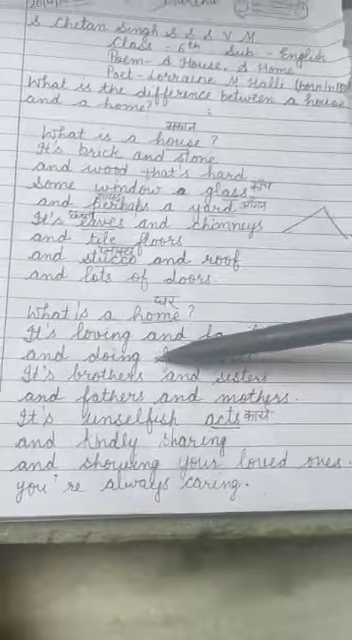 S Chetan Singh S S S V M
Class - 6th Sub - English
Poem - A House, A Home
Poet - Lorraine M Halli (born in
What is the difference between a house
and a home?
मकान
What is a house?
It's brick and stone
and wood that's hard
Some window a glass काँच
and perhaps a yard आँगन
It's eaves and chimneys
and tile floors
प्लास्टर
and stucco and roof
and lots of doors
घर
What is a home?
It's loving and
and doing
It's brothers and sisters
and fathers and mothers.
It's unselfish acts कार्य
and kindly sharing
and showing your loved ones.
you're always caring.